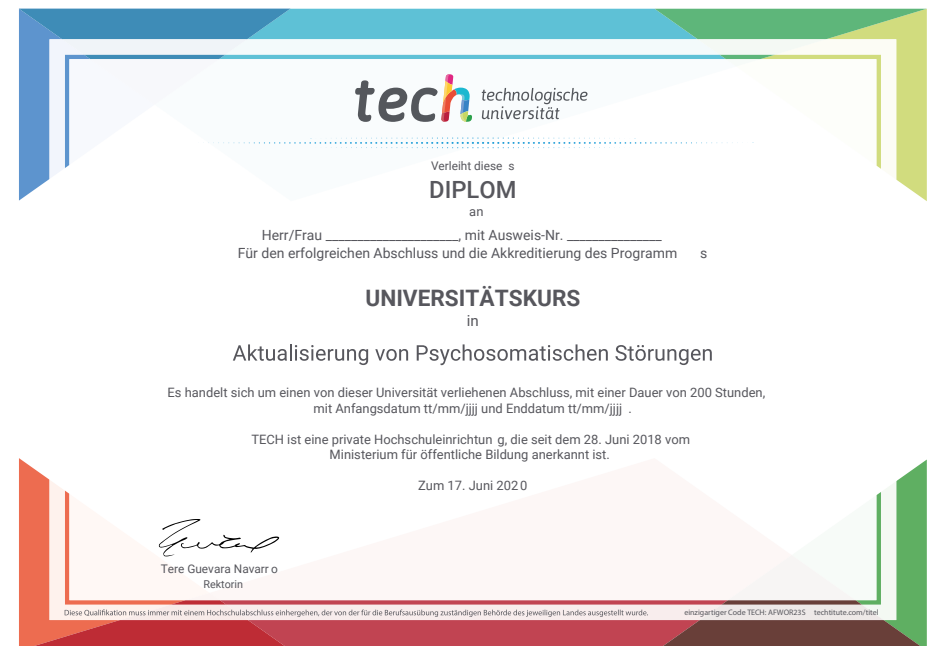 tech technologische
universität
Verleiht diese s
DIPLOM
an
Herr/Frau _____________________, mit Ausweis-Nr. _______________
Für den erfolgreichen Abschluss und die Akkreditierung des Programm s
UNIVERSITÄTSKURS
in
Aktualisierung von Psychosomatischen Störungen
Es handelt sich um einen von dieser Universität verliehenen Abschluss, mit einer Dauer von 200 Stunden,
mit Anfangsdatum tt/mm/jjjj und Enddatum tt/mm/jjjj .
TECH ist eine private Hochschuleinrichtun g, die seit dem 28. Juni 2018 vom
Ministerium für öffentliche Bildung anerkannt ist.
Zum 17. Juni 2020
Tere Guevara Navarr o
Rektorin
Diese Qualifikation muss immer mit einem Hochschulabschluss einhergehen, der von der für die Berufsausübung zuständigen Behörde des jeweiligen Landes ausgestellt wurde. einzigartiger Code TECH: AFWOR23S techtitute.com/titel